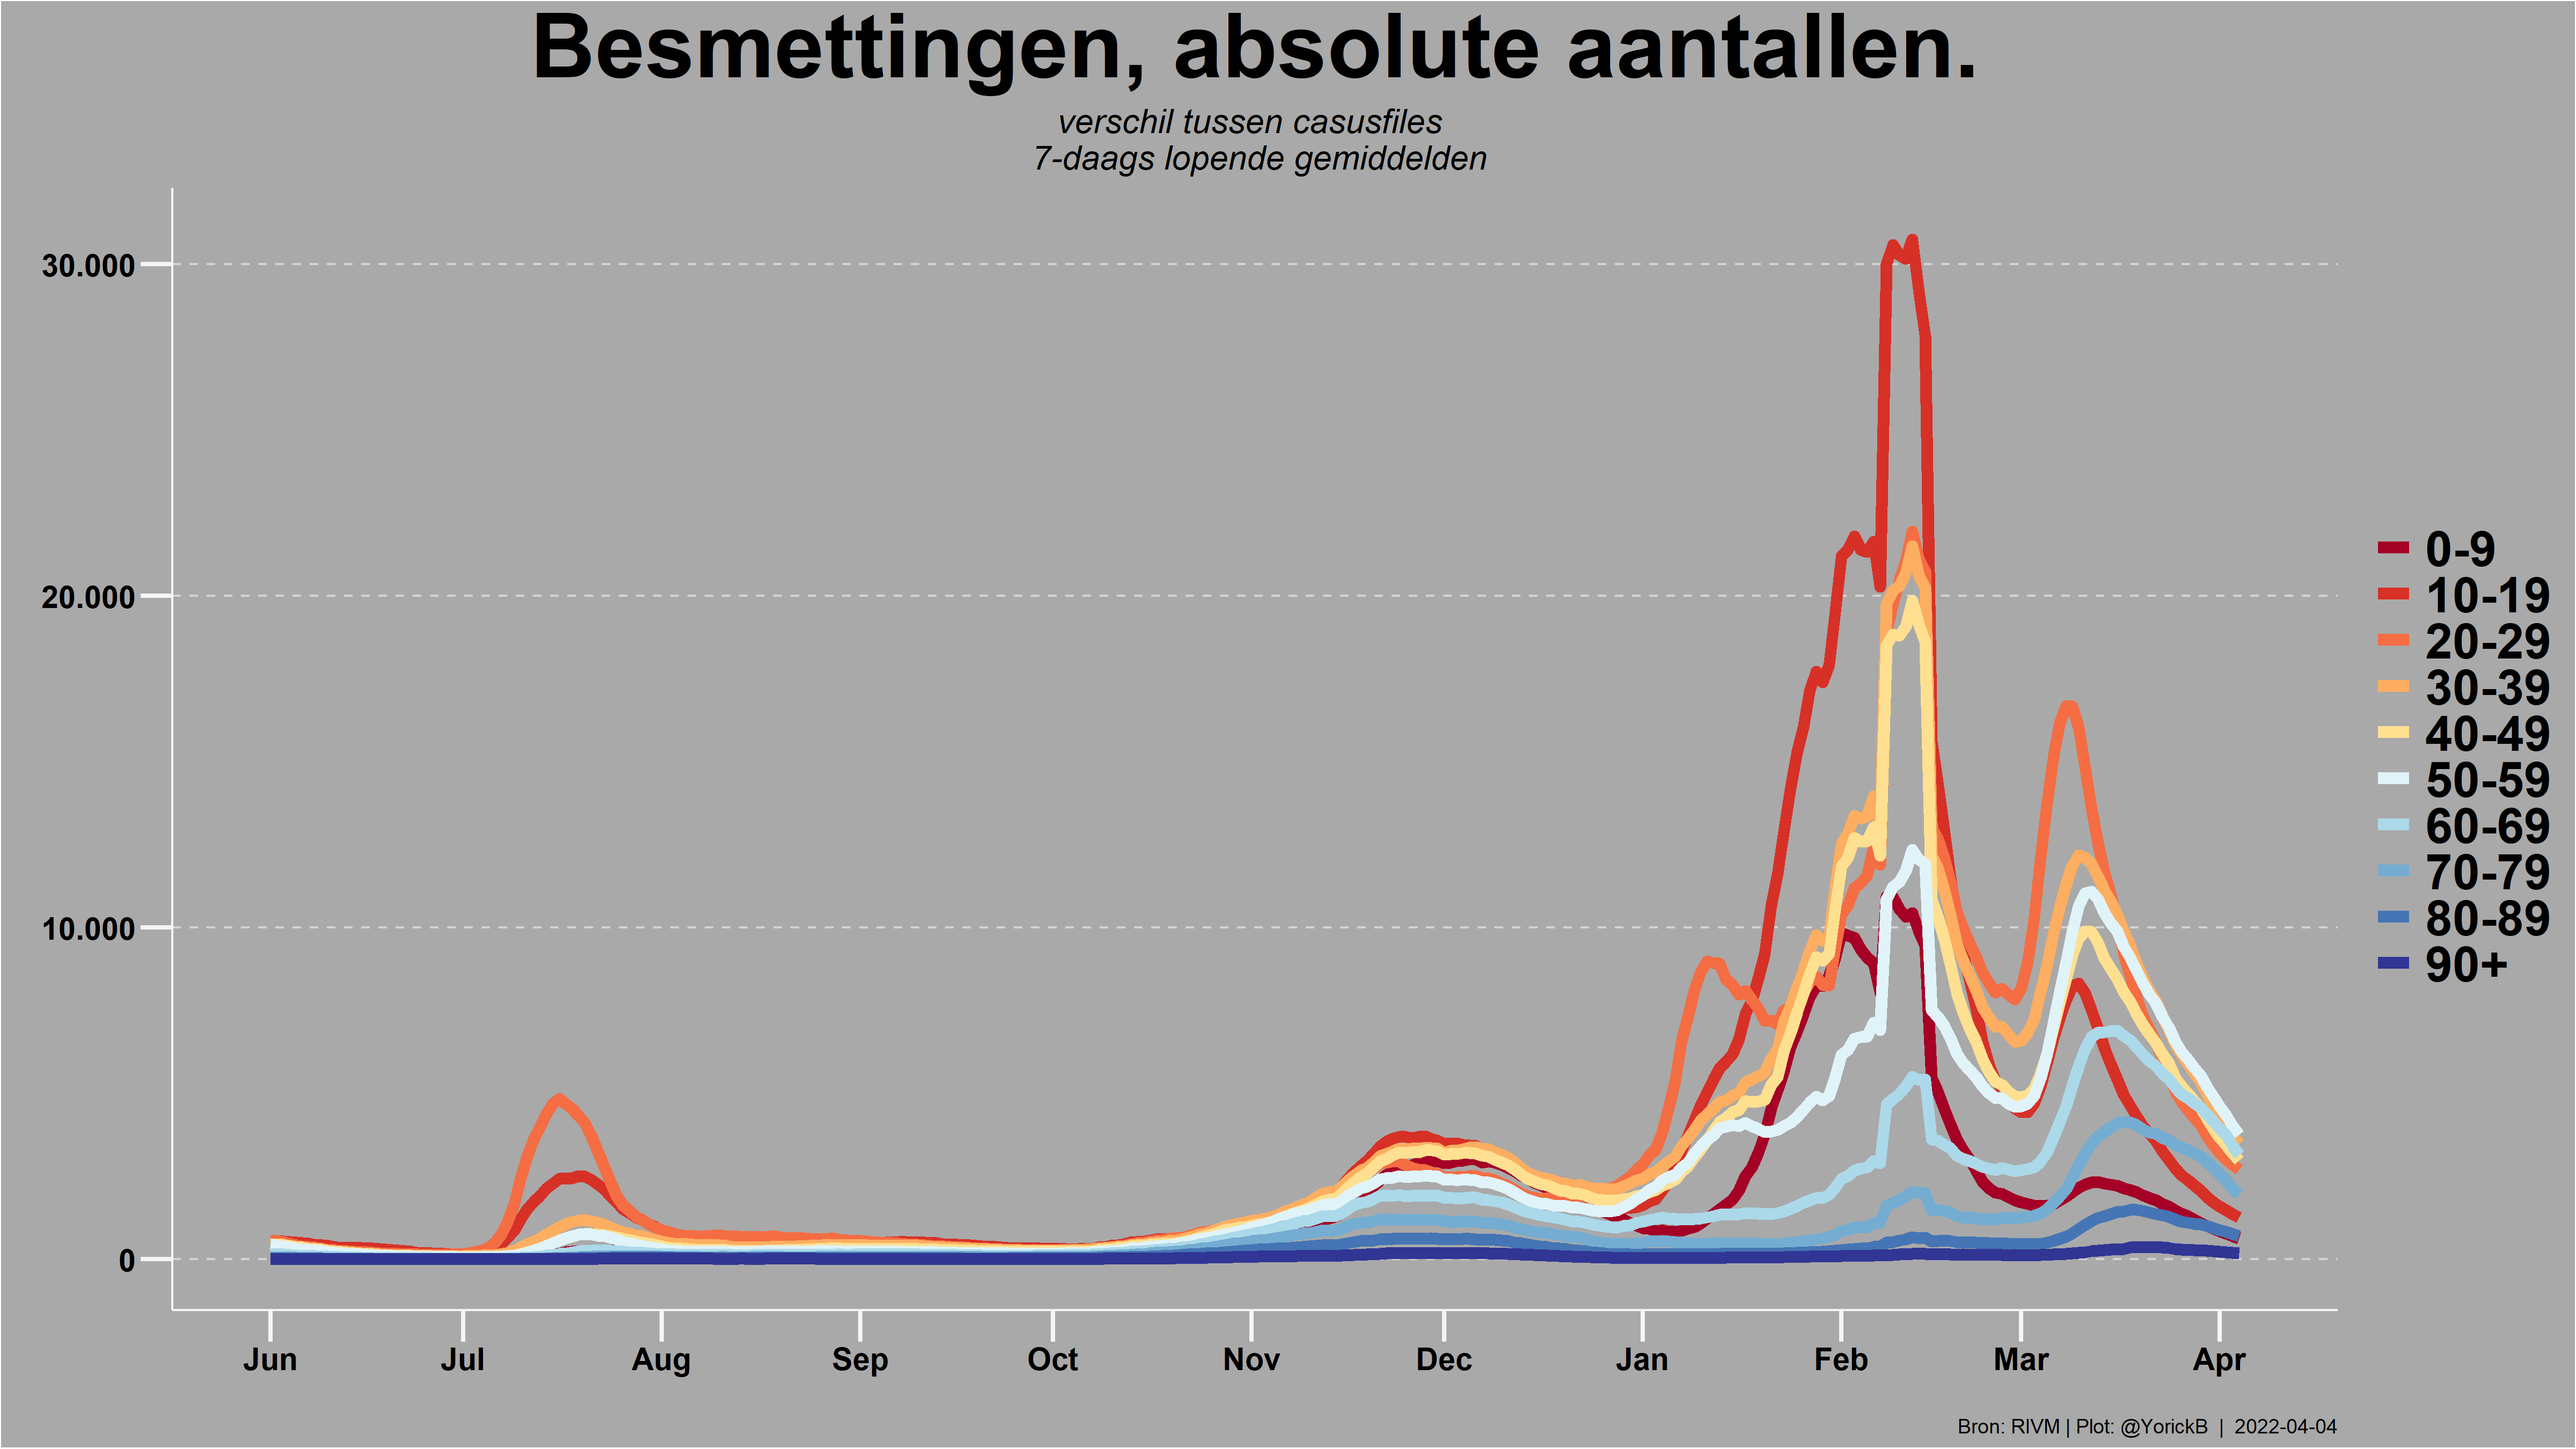 Besmettingen, absolute aantallen.
verschil tussen casusfiles
7-daags lopende gemiddelden
30.000
20.000
10.000
0
Jun Jul Aug Sep Oct Nov Dec Jan Feb Mar Apr
0-9
10-19
20-29
30-39
40-49
50-59
60-69
70-79
80-89
90+
Bron: RIVM | Plot: @YorickB | 2022-04-04